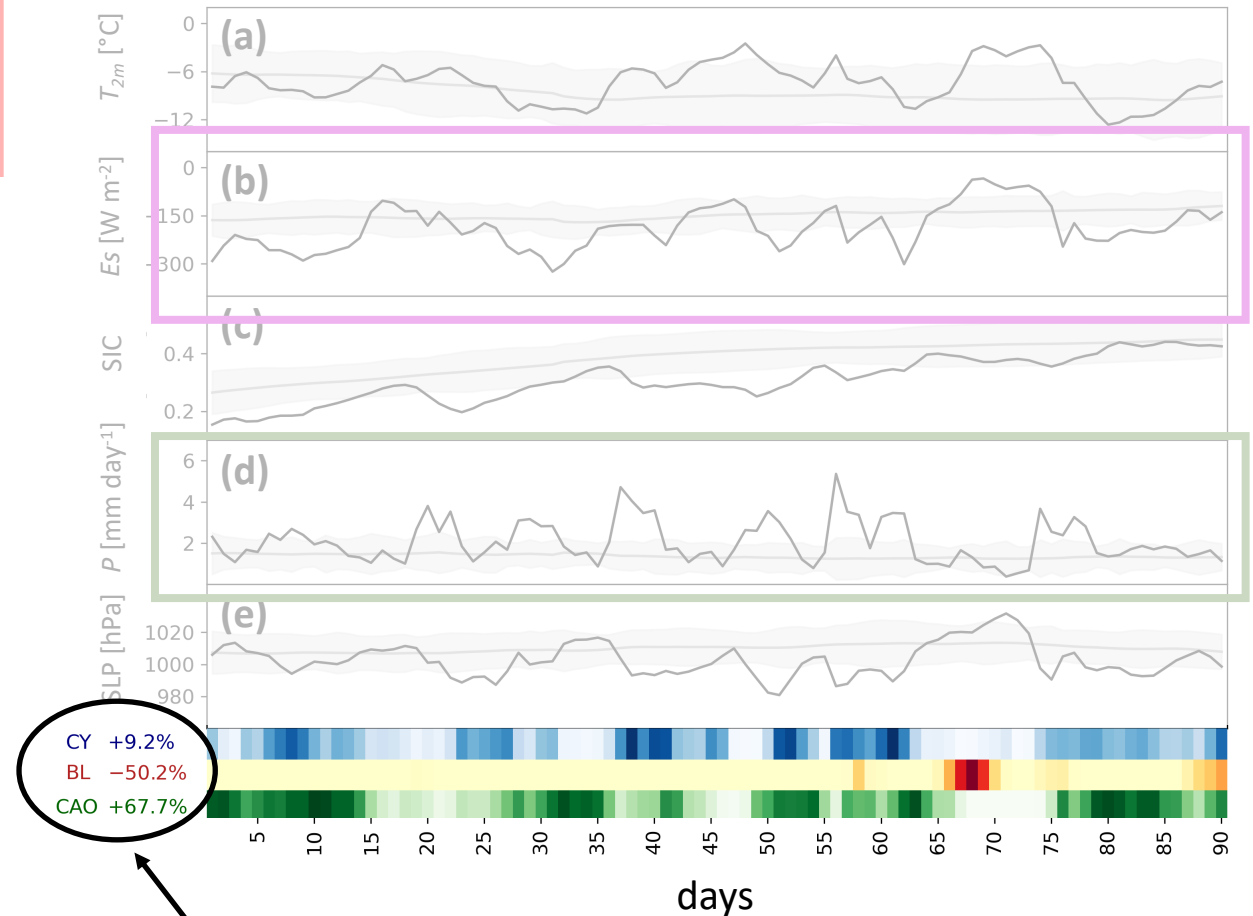 (a)
T2m [°C]
0
−6
−12
(b)
Es [W m-2]
0
−150
−300
(c)
SIC
0.4
0.2
(d)
P [mm day-1]
6
4
2
(e)
SLP [hPa]
1020
1000
980
CY +9.2%
BL −50.2%
CAO +67.7%
5 10 15 20 25 30 35 40 45 50 55 60 65 70 75 80 85 90
days